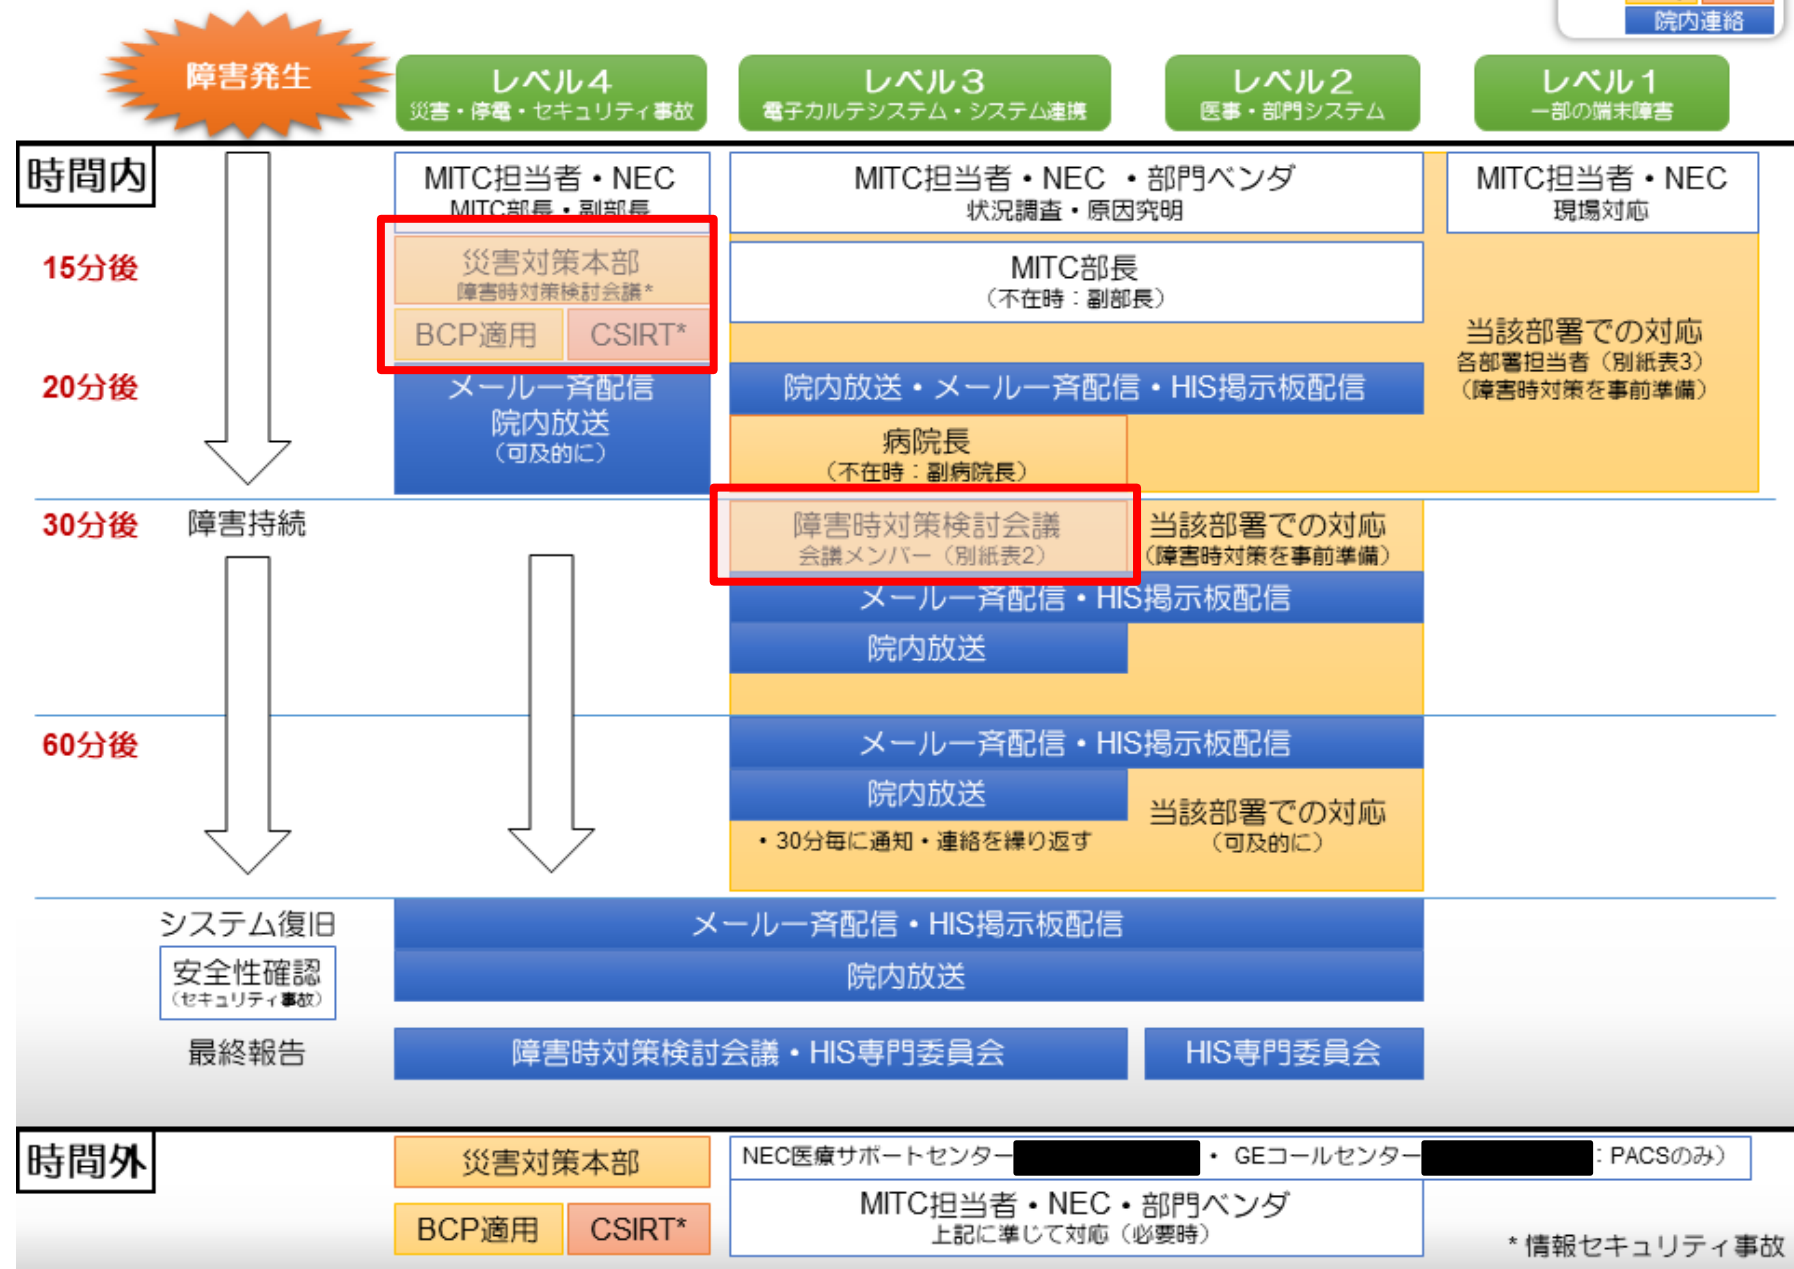 院内連絡
障害発生
レベル4
災害・停電・セキュリティ事故
レベル3
電子カルテシステム・システム連携
レベル2
医事・部門システム
レベル1
一部の端末障害
時間内
MITC担当者・NEC
MITC部長・副部長
MITC担当者・NEC ・部門ベンダ
状況調査・原因究明
MITC担当者・NEC
現場対応
15分後
災害対策本部
障害時対策検討会議*
BCP適用
CSIRT*
MITC部長
（不在時：副部長）
当該部署での対応
各部署担当者（別紙表3）
（障害時対策を事前準備）
20分後
メール一斉配信
院内放送
（可及的に）
院内放送・メール一斉配信・HIS掲示板配信
病院長
（不在時：副病院長）
30分後
障害持続
障害時対策検討会議
会議メンバー（別紙表2）
当該部署での対応
（障害時対策を事前準備）
メール一斉配信・HIS掲示板配信
院内放送
60分後
メール一斉配信・HIS掲示板配信
院内放送
・30分毎に通知・連絡を繰り返す
当該部署での対応
（可及的に）
システム復旧
メール一斉配信・HIS掲示板配信
安全性確認
（セキュリティ事故）
院内放送
最終報告
障害時対策検討会議・HIS専門委員会
HIS専門委員会
時間外
災害対策本部
NEC医療サポートセンター ・ GEコールセンター ：PACSのみ）
BCP適用
CSIRT*
MITC担当者・NEC・部門ベンダ
上記に準じて対応（必要時）
*情報セキュリティ事故